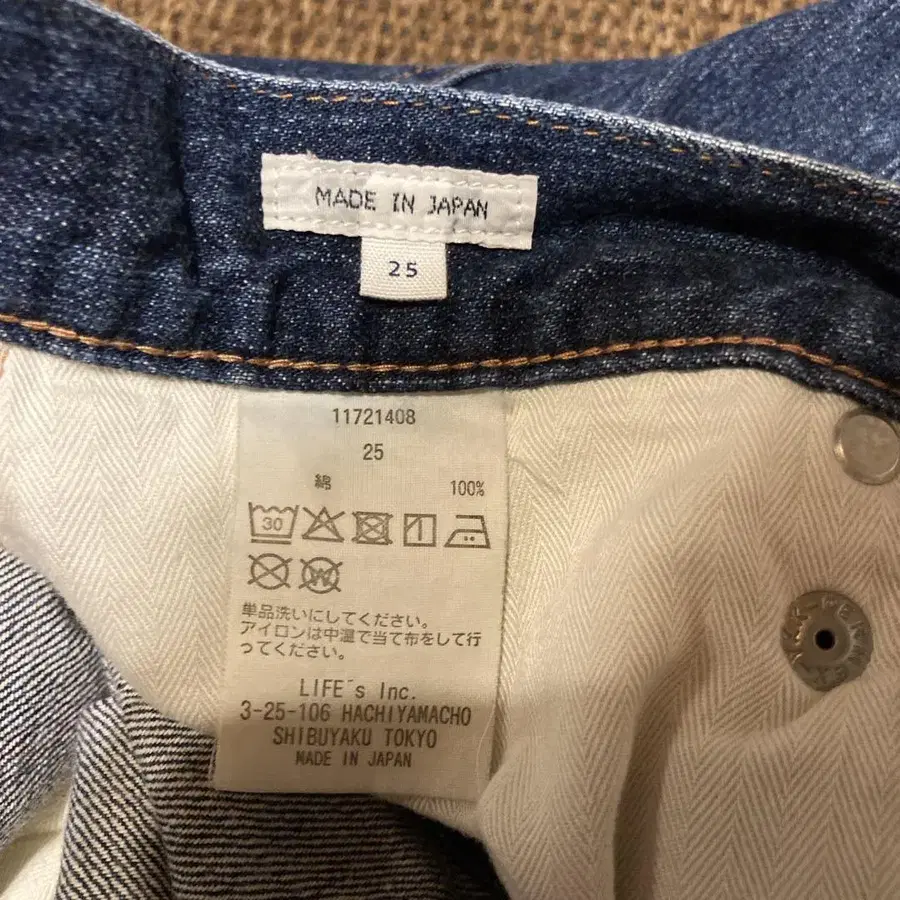 MADE IN JAPAN
25
11721408
25
綿 100%
30
W
単品洗いにしてください。
アイロンは中温で当て布をして行
ってください。
LIFE's Inc.
3-25-106 HACHIYAMACHO
SHIBUYAKU TOKYO
MADE IN JAPAN